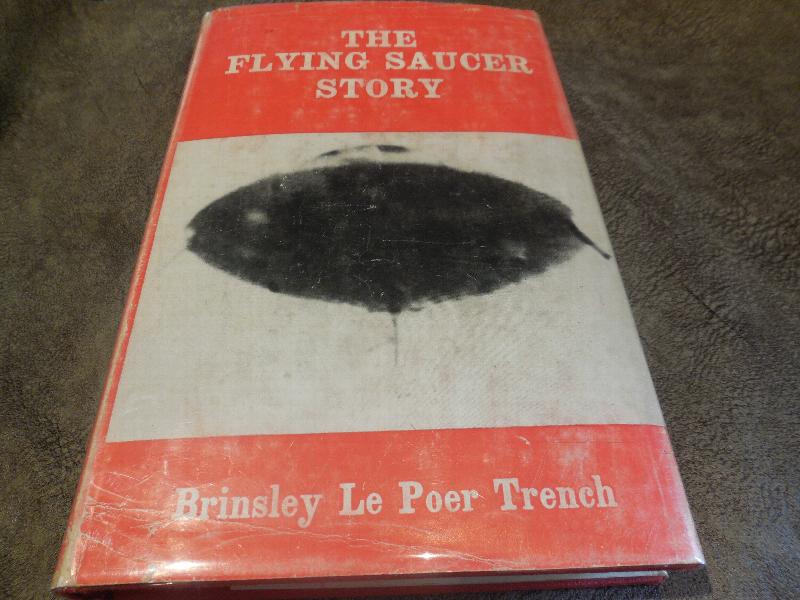 THE
FLYING SAUCER
STORY
Brinsley Le Poer Trench